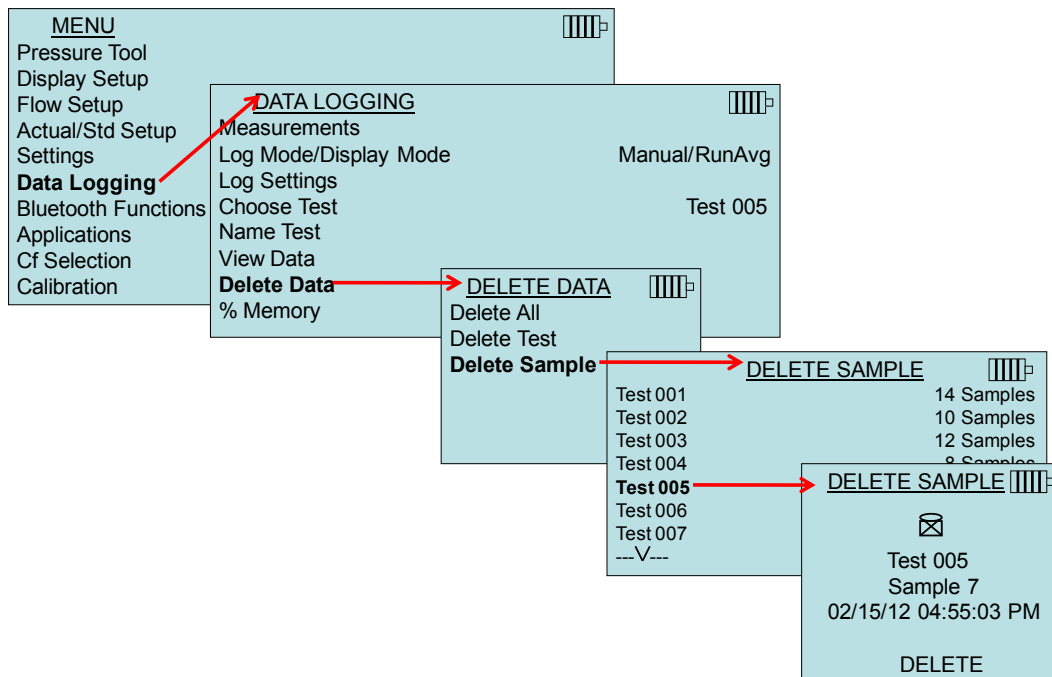 MENU
Pressure Tool
Display Setup
Flow Setup
Actual/Std Setup
Settings
Data Logging
Bluetooth Functions
Applications
Cf Selection
Calibration
DATA LOGGING
Measurements
Log Mode/Display Mode Manual/RunAvg
Log Settings
Choose Test Test 005
Name Test
View Data
Delete Data
% Memory
DELETE DATA
Delete All
Delete Test
Delete Sample
DELETE SAMPLE
Test 001 14 Samples
Test 002 10 Samples
Test 003 12 Samples
Test 004 8 Samples
Test 005
Test 006
Test 007
---V---
DELETE SAMPLE
Test 005
Sample 7
02/15/12 04:55:03 PM
DELETE